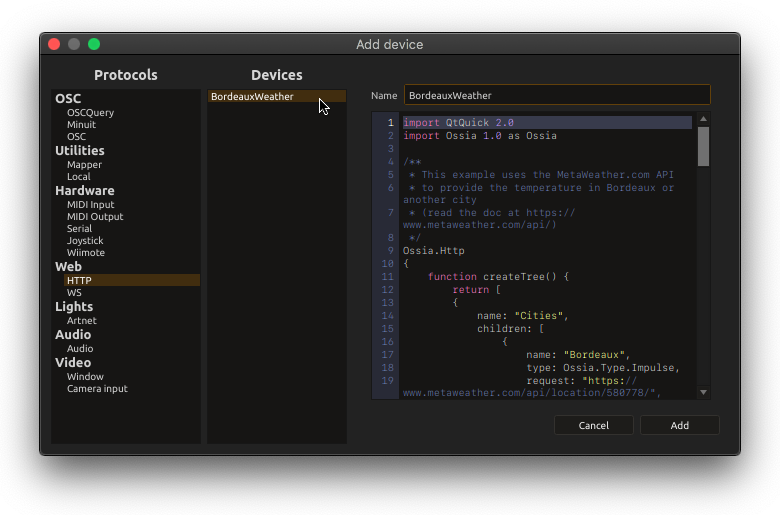 Add device
Protocols
OSC
OSCQuery
Minuit
OSC
Utilities
Mapper
Local
Hardware
MIDI Input
MIDI Output
Serial
Joystick
Wiimote
Web
HTTP
WS
Lights
Artnet
Audio
Audio
Video
Window
Camera input
Devices
BordeauxWeather
Name BordeauxWeather
1 import QtQuick 2.0
2 import Ossia 1.0 as Ossia
3
4 /**
5 * This example uses the MetaWeather.com API
6 * to provide the temperature in Bordeaux or
another city
7 * (read the doc at https://
www.metaweather.com/api/)
8 */
9 Ossia.Http
10 {
11 function createTree() {
12 return [
13 {
14 name: "Cities",
15 children: [
16 {
17 name: "Bordeaux",
18 type: Ossia.Type.Impulse,
19 request: "https://
www.metaweather.com/api/location/580778/",
Cancel Add